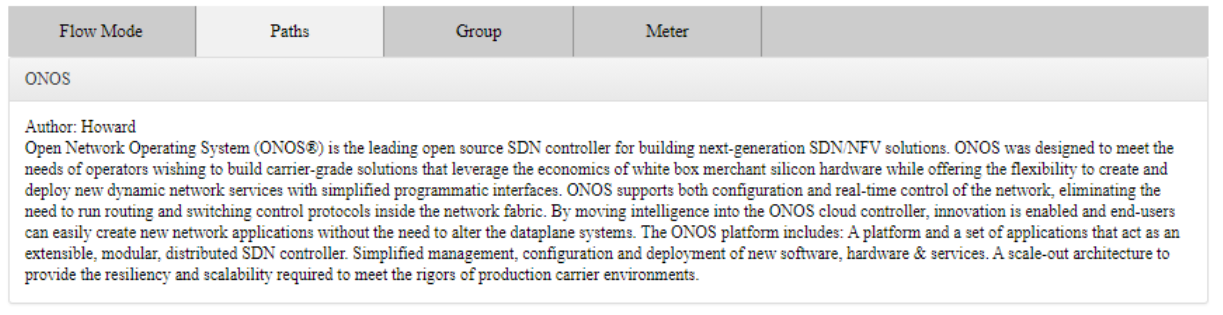 Flow Mode Paths Group Meter
ONOS
Author: Howard
Open Network Operating System (ONOS®) is the leading open source SDN controller for building next-generation SDN/NFV solutions. ONOS was designed to meet the
needs of operators wishing to build carrier-grade solutions that leverage the economics of white box merchant silicon hardware while offering the flexibility to create and
deploy new dynamic network services with simplified programmatic interfaces. ONOS supports both configuration and real-time control of the network, eliminating the
need to run routing and switching control protocols inside the network fabric. By moving intelligence into the ONOS cloud controller, innovation is enabled and end-users
can easily create new network applications without the need to alter the dataplane systems. The ONOS platform includes: A platform and a set of applications that act as an
extensible, modular, distributed SDN controller. Simplified management, configuration and deployment of new software, hardware & services. A scale-out architecture to
provide the resiliency and scalability required to meet the rigors of production carrier environments.